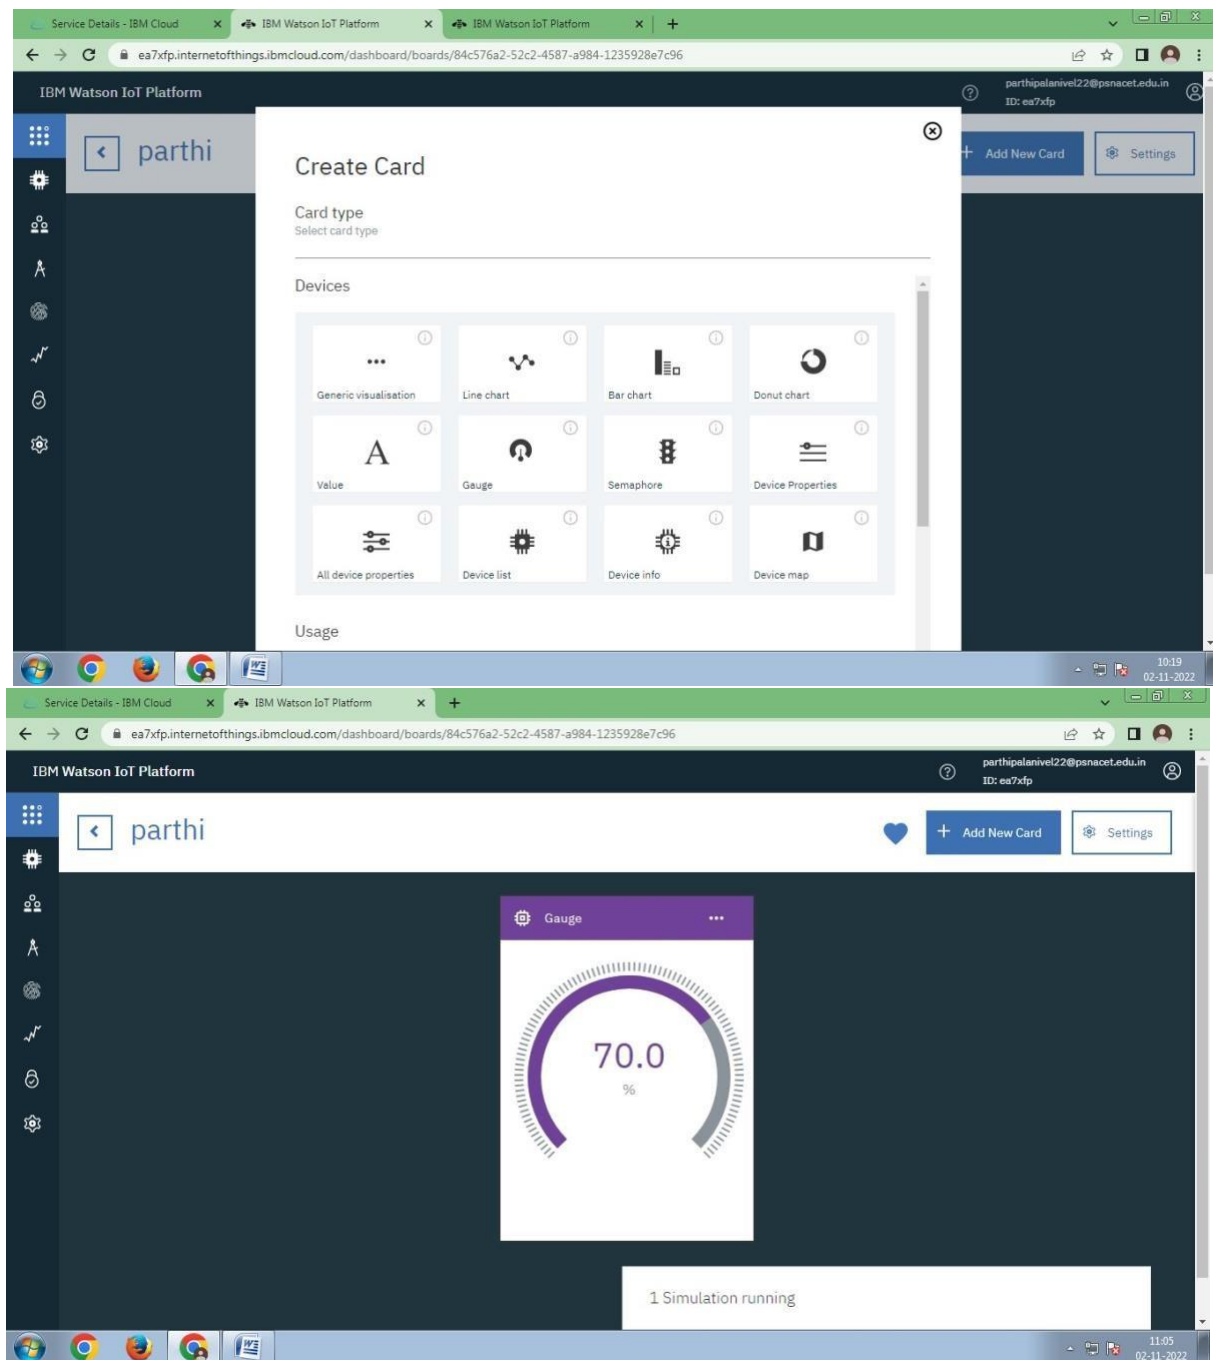 Service Details - IBM Cloud
IBM Watson IoT Platform
IBM Watson IoT Platform
ea7xfp.internetofthings.ibmcloud.com/dashboard/boards/84c576a2-52c2-4587-a984-1235928e7c96
IBM Watson IoT Platform
parthipalanivel22@psnacet.edu.in
ID: ea7xfp
parthi
Add New Card
Settings
Create Card
Card type
Select card type
Devices
Generic visualisation
Line chart
Bar chart
Donut chart
Value
Gauge
Semaphore
Device Properties
All device properties
Device list
Device info
Device map
Usage
10:19
02-11-2022
Service Details - IBM Cloud
IBM Watson IoT Platform
ea7xfp.internetofthings.ibmcloud.com/dashboard/boards/84c576a2-52c2-4587-a984-1235928e7c96
IBM Watson IoT Platform
parthipalanivel22@psnacet.edu.in
ID: ea7xfp
parthi
Add New Card
Settings
Gauge
70.0
%
1 Simulation running
11:05
02-11-2022